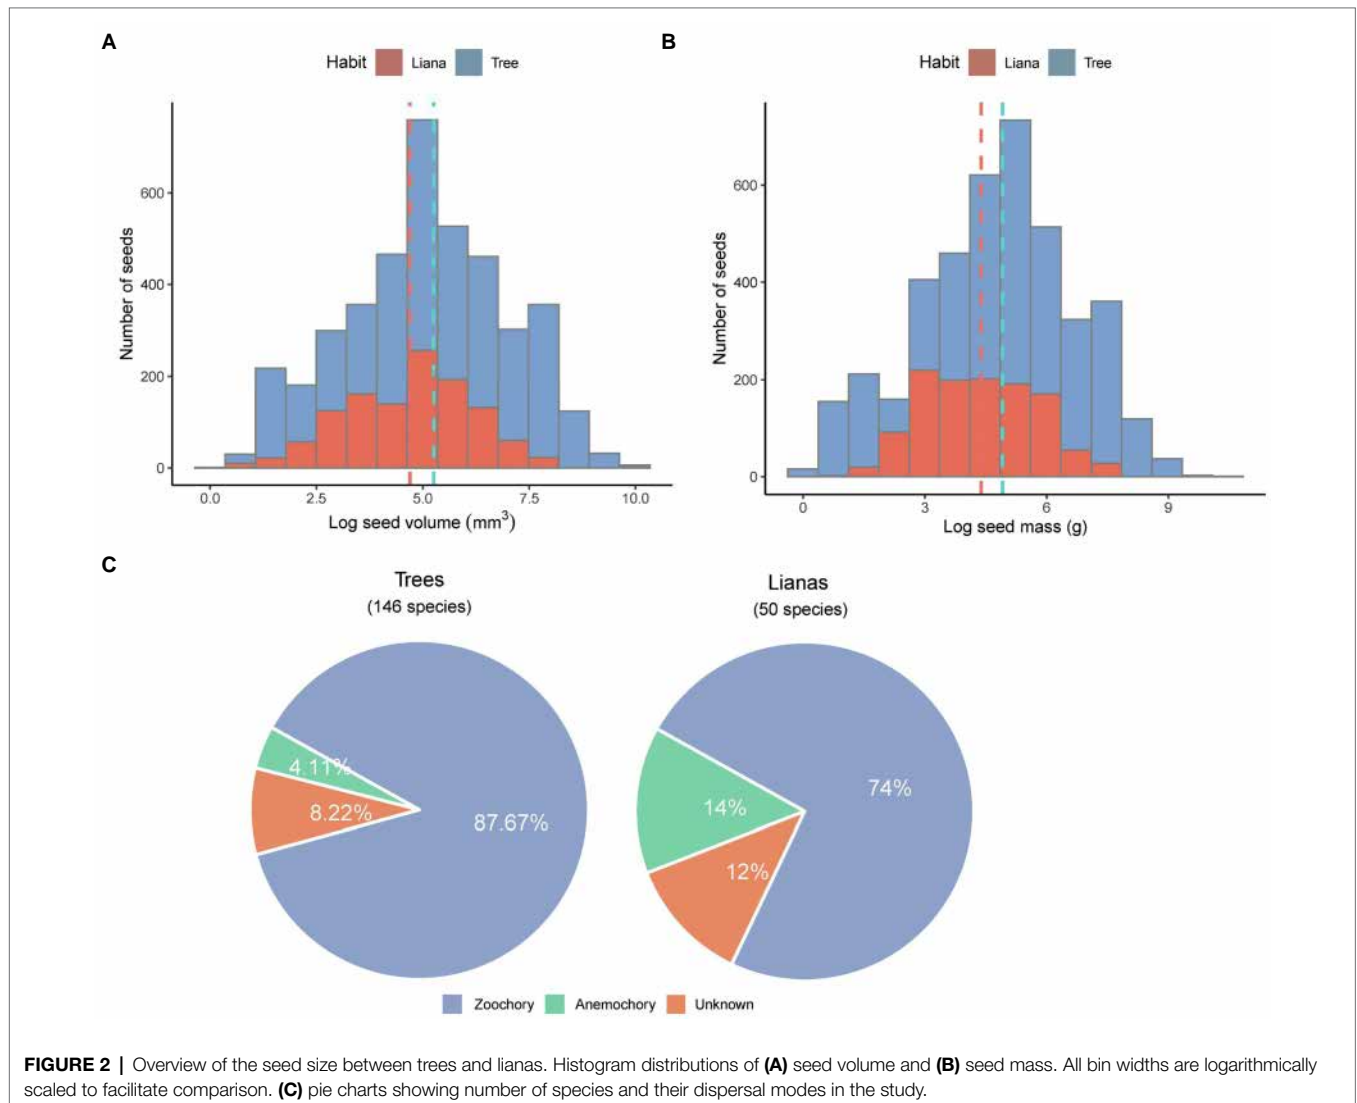 A
Habit Liana Tree
Number of seeds
600
400
200
0
0.0 2.5 5.0 7.5 10.0
Log seed volume (mm³)
B
Habit Liana Tree
Number of seeds
600
400
200
0
0 3 6 9
Log seed mass (g)
C
Trees
(146 species)
4.11%
8.22%
87.67%
Lianas
(50 species)
74%
14%
12%
Zoochory Anemochory Unknown
FIGURE 2 | Overview of the seed size between trees and lianas. Histogram distributions of (A) seed volume and (B) seed mass. All bin widths are logarithmically
scaled to facilitate comparison. (C) pie charts showing number of species and their dispersal modes in the study.